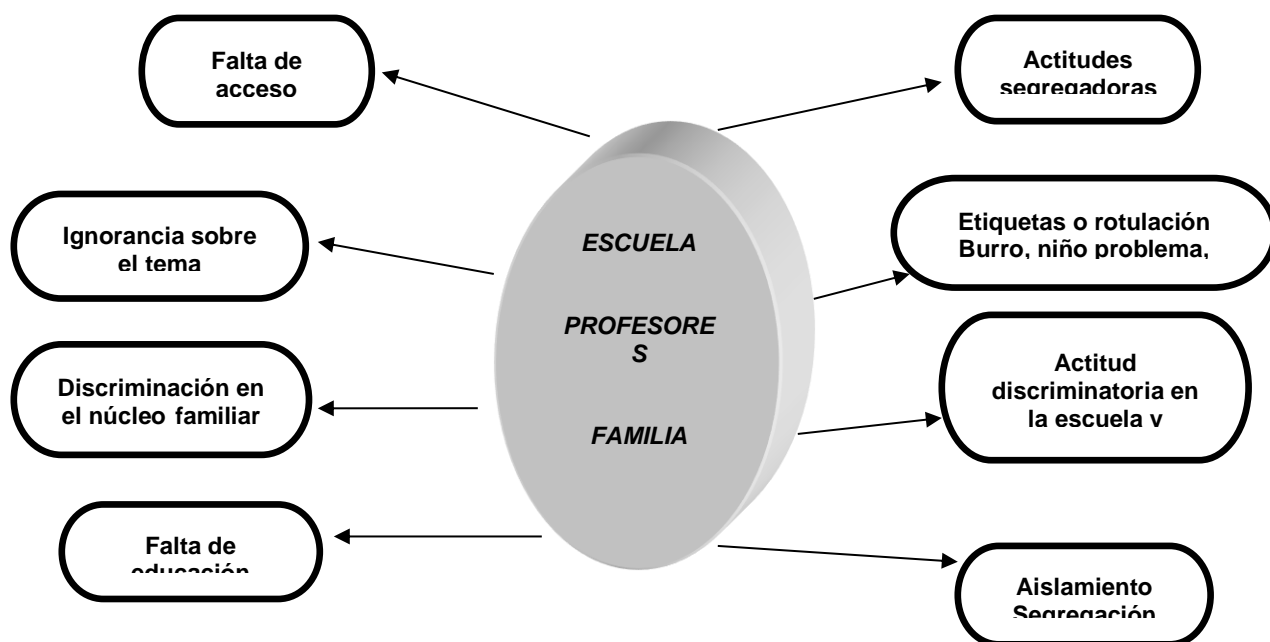 Falta de
acceso
Actitudes
segregadoras
Ignorancia sobre
el tema
ESCUELA
Etiquetas o rotulación
Burro, niño problema,
PROFESORE
S
Discriminación en
el núcleo familiar
Actitud
discriminatoria en
la escuela y
FAMILIA
Falta de
educación
Aislamiento
Segregación